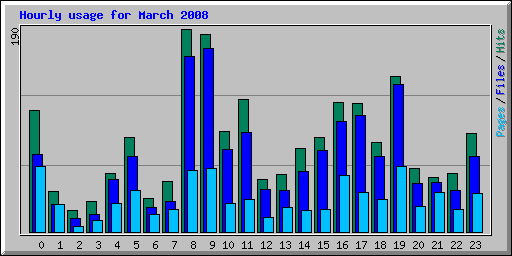 Hourly usage for March 2008
190
Pages/Files/Hits
0 1 2 3 4 5 6 7 8 9 10 11 12 13 14 15 16 17 18 19 20 21 22 23